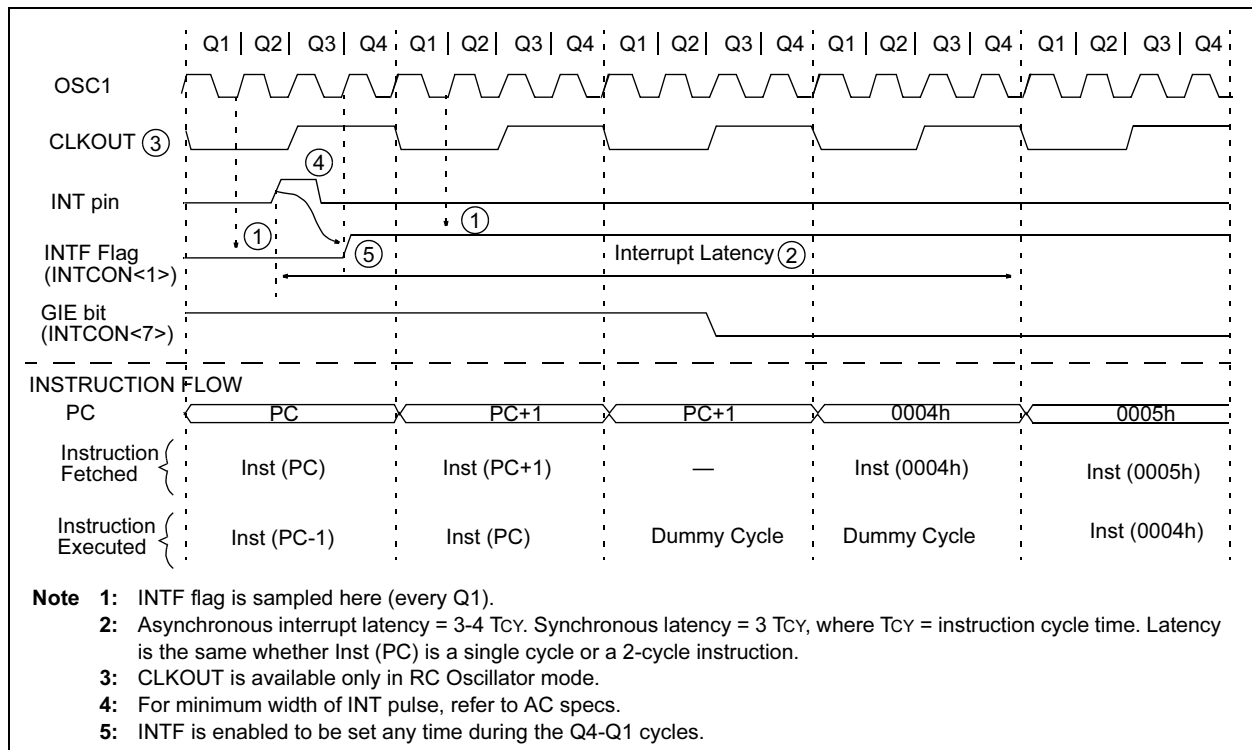 Q1 | Q2 | Q3 | Q4 Q1 | Q2 | Q3 | Q4 Q1 | Q2 | Q3 | Q4 Q1 | Q2 | Q3 | Q4 Q1 | Q2 | Q3 | Q4
OSC1
CLKOUT 3
4
INT pin
1 1
INTF Flag
(INTCON<1>)
5
Interrupt Latency 2
GIE bit
(INTCON<7>)
INSTRUCTION FLOW
PC PC PC+1 PC+1 0004h 0005h
Instruction
Fetched
Inst (PC) Inst (PC+1) — Inst (0004h) Inst (0005h)
Instruction
Executed
Inst (PC-1) Inst (PC) Dummy Cycle Dummy Cycle Inst (0004h)
Note 1: INTF flag is sampled here (every Q1).
2: Asynchronous interrupt latency = 3-4 TCY. Synchronous latency = 3 TCY, where TCY = instruction cycle time. Latency
is the same whether Inst (PC) is a single cycle or a 2-cycle instruction.
3: CLKOUT is available only in RC Oscillator mode.
4: For minimum width of INT pulse, refer to AC specs.
5: INTF is enabled to be set any time during the Q4-Q1 cycles.